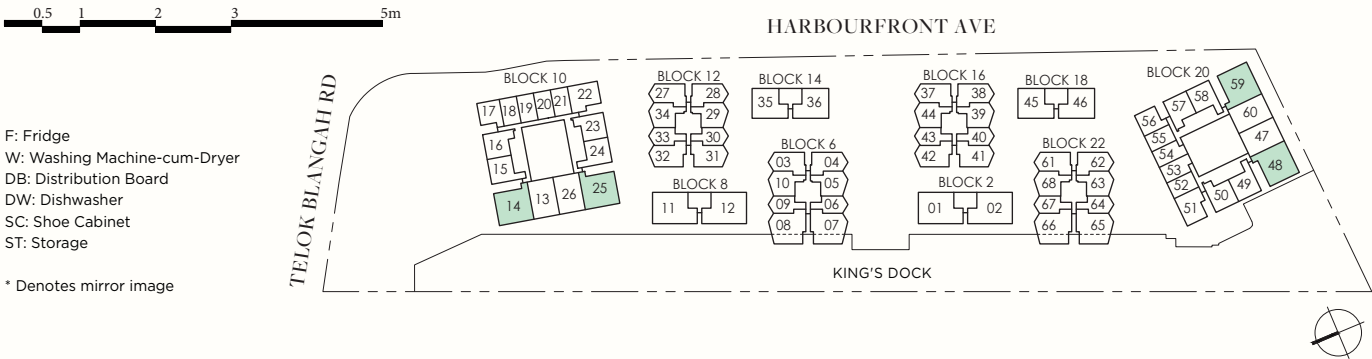 0.5 1 2 3 5m
HARBOURFRONT AVE
TELOK BLANGAH RD
F: Fridge
W: Washing Machine-cum-Dryer
DB: Distribution Board
DW: Dishwasher
SC: Shoe Cabinet
ST: Storage
* Denotes mirror image
BLOCK 10
17 18 19 20 21 22
16 23
15 24
14 13 26 25
BLOCK 12
27 28
34 29
33 30
32 31
BLOCK 14
35 36
BLOCK 8
11 12
BLOCK 6
03 04
10 05
09 06
08 07
BLOCK 16
37 38
44 39
43 40
42 41
BLOCK 18
45 46
BLOCK 2
01 02
BLOCK 22
61 62
68 63
67 64
66 65
BLOCK 20
56 57 58 59
55 60
54 47
53 48
52 49
51 50
KING'S DOCK